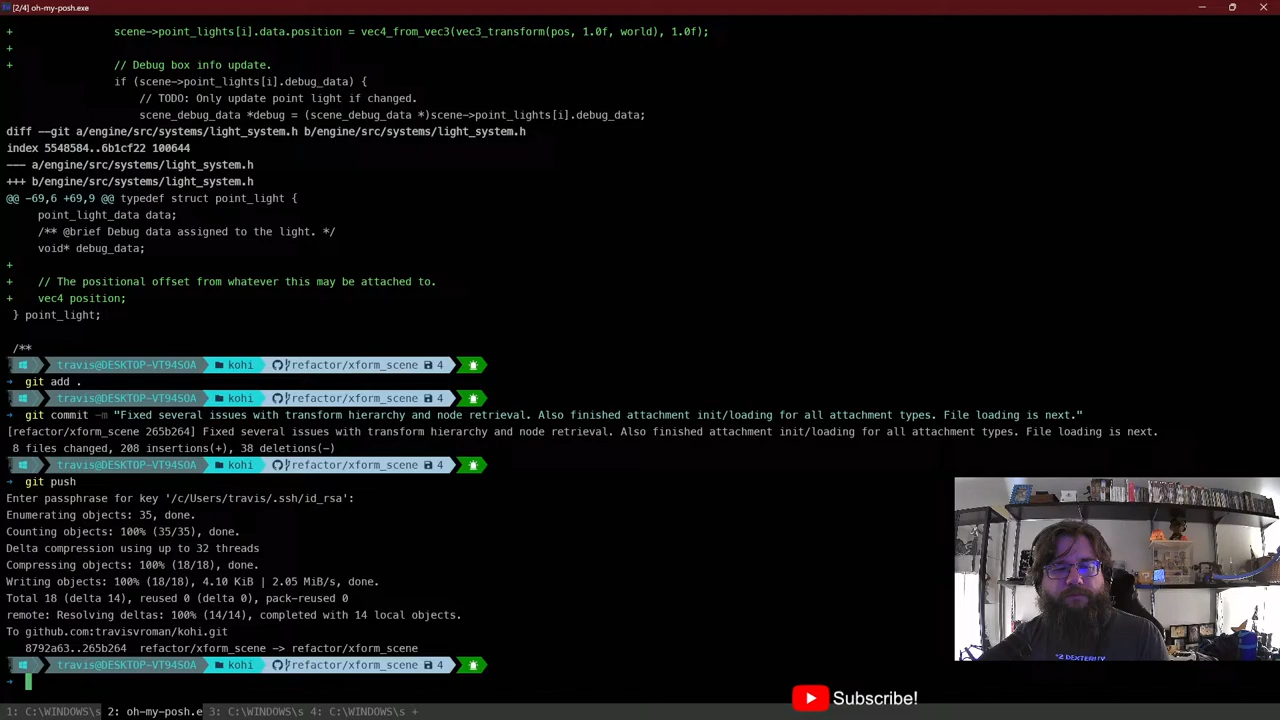 [2/4] oh-my-posh.exe
+ scene->point_lights[i].data.position = vec4_from_vec3(vec3_transform(pos, 1.0f, world), 1.0f);
+
+ // Debug box info update.
if (scene->point_lights[i].debug_data) {
// TODO: Only update point light if changed.
scene_debug_data *debug = (scene_debug_data *)scene->point_lights[i].debug_data;
diff --git a/engine/src/systems/light_system.h b/engine/src/systems/light_system.h
index 5548584..6b1cf22 100644
--- a/engine/src/systems/light_system.h
+++ b/engine/src/systems/light_system.h
@@ -69,6 +69,9 @@ typedef struct point_light {
point_light_data data;
/** @brief Debug data assigned to the light. */
void* debug_data;
+
+ // The positional offset from whatever this may be attached to.
+ vec4 position;
} point_light;
/**
travis@DESKTOP-VT94SOA kohi refactor/xform_scene 4
git add .
travis@DESKTOP-VT94SOA kohi refactor/xform_scene 4
git commit -m "Fixed several issues with transform hierarchy and node retrieval. Also finished attachment init/loading for all attachment types. File loading is next."
[refactor/xform_scene 265b264] Fixed several issues with transform hierarchy and node retrieval. Also finished attachment init/loading for all attachment types. File loading is next.
8 files changed, 208 insertions(+), 38 deletions(-)
travis@DESKTOP-VT94SOA kohi refactor/xform_scene 4
git push
Enter passphrase for key '/c/Users/travis/.ssh/id_rsa':
Enumerating objects: 35, done.
Counting objects: 100% (35/35), done.
Delta compression using up to 32 threads
Compressing objects: 100% (18/18), done.
Writing objects: 100% (18/18), 4.10 KiB | 2.05 MiB/s, done.
Total 18 (delta 14), reused 0 (delta 0), pack-reused 0
remote: Resolving deltas: 100% (14/14), completed with 14 local objects.
To github.com:travisvroman/kohi.git
8792a63..265b264 refactor/xform_scene -> refactor/xform_scene
travis@DESKTOP-VT94SOA kohi refactor/xform_scene 4
DEXTERITY
Subscribe!
1: C:\WINDOWS\s 2: oh-my-posh.e 3: C:\WINDOWS\s 4: C:\WINDOWS\s +